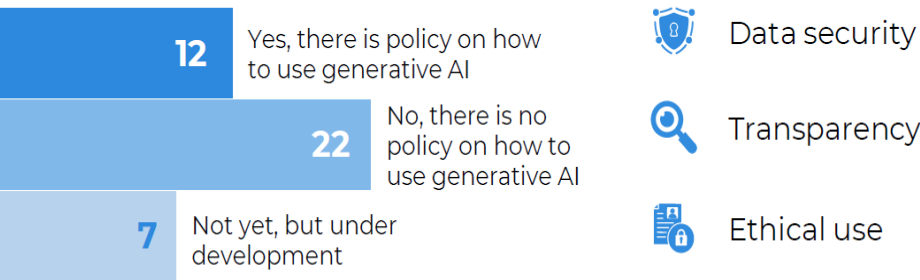 12
Yes, there is policy on how
to use generative AI
22
No, there is no
policy on how to
use generative AI
7
Not yet, but under
development
Data security
Transparency
Ethical use